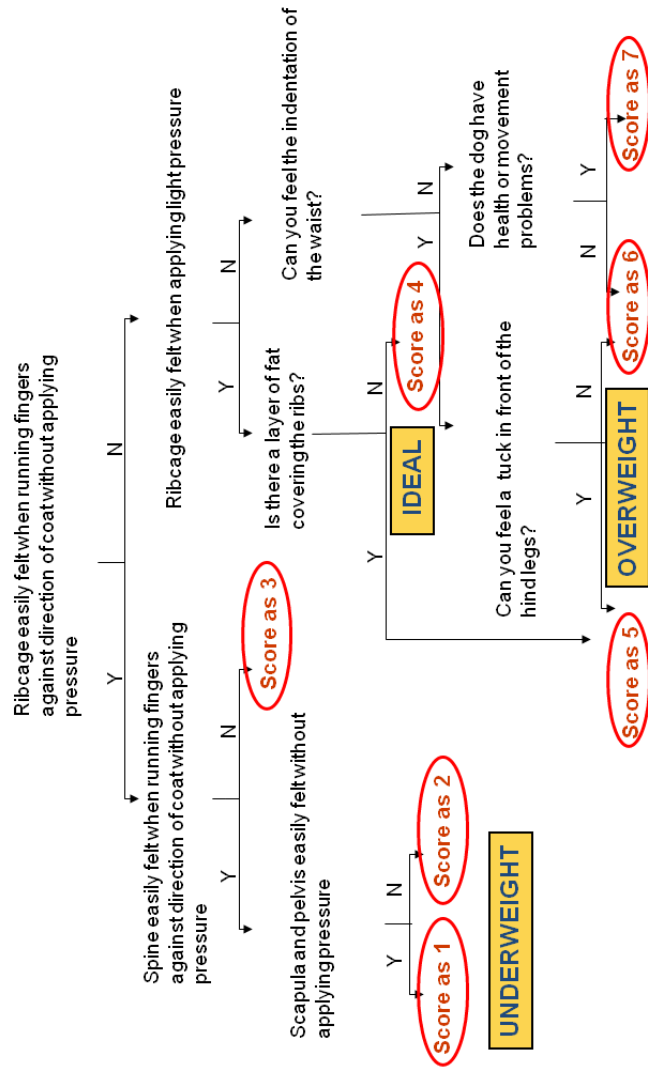 Ribcage easily felt when running fingers
against direction of coat without applying
pressure
Y
N
Spine easily felt when running fingers
against direction of coat without applying
pressure
Ribcage easily felt when applying light pressure
Y
N
Y
N
Scapula and pelvis easily felt without
applying pressure
Score as 3
Is there a layer of fat
covering the ribs?
Can you feel the indentation of
the waist?
Y
N
Y
N
Y
N
Score as 1
Score as 2
IDEAL
Score as 4
UNDERWEIGHT
Can you feel a tuck in front of the
hind legs?
Does the dog have
health or movement
problems?
Y
N
N
Y
Score as 5
OVERWEIGHT
Score as 6
Score as 7